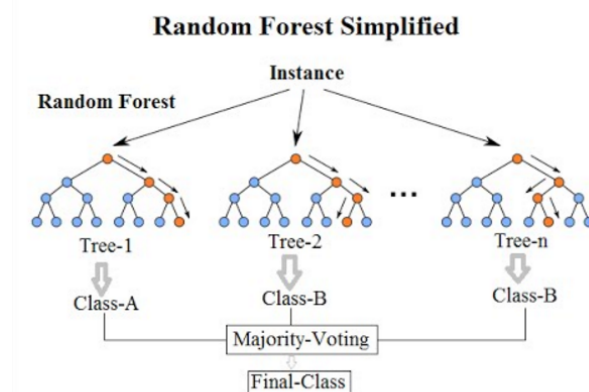 Random Forest Simplified
Instance
Random Forest
...
Tree-1 Tree-2 Tree-n
Class-A Class-B Class-B
Majority-Voting
Final-Class